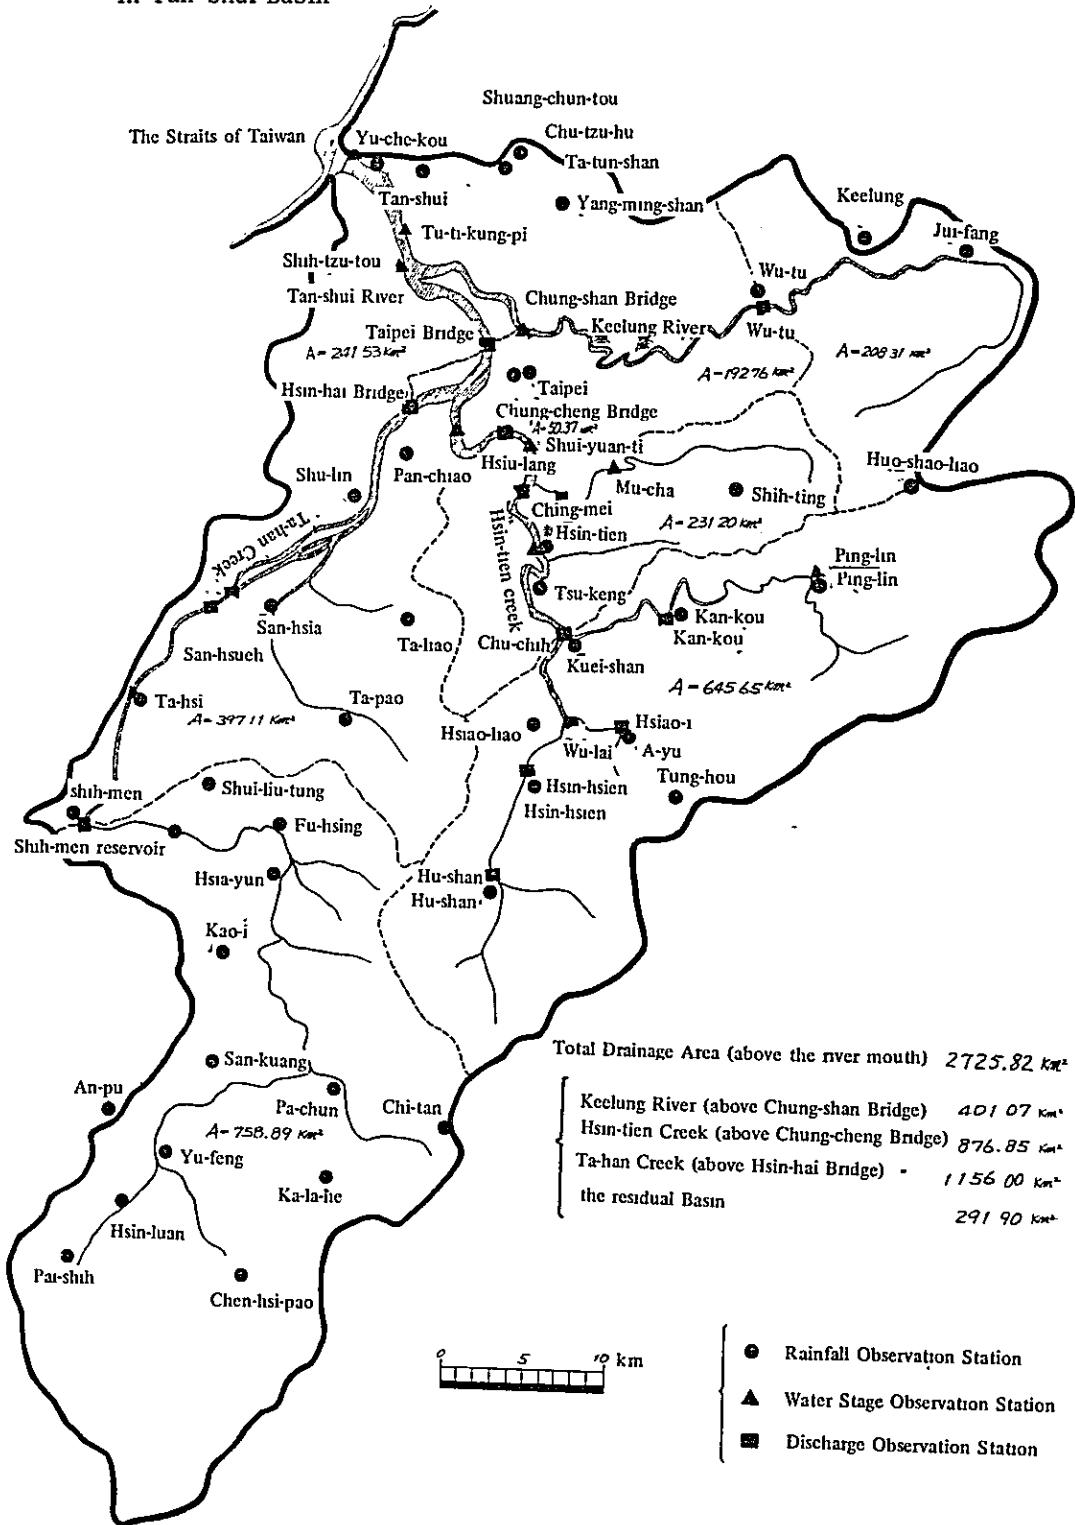 in Tan-shui Basin
Shuang-chun-tou
The Straits of Taiwan
Yu-che-kou
Chu-tzu-hu
Ta-tun-shan
Tan-shui
Yang-ming-shan
Keelung
Tu-ti-kung-pi
Jui-fang
Shih-tzu-tou
Wu-tu
Tan-shui River
Chung-shan Bridge
Taipei Bridge
Keelung River
Wu-tu
A=241 53 Km²
A=208 31 Km²
A=192 76 Km²
Hsin-hai Bridge
Taipei
Chung-cheng Bridge
A=50.37 Km²
Shui-yuan-ti
Shu-lin
Pan-chiao
Hsiu-lang
Huo-shao-liao
Mu-cha
Shih-ting
Ching-mei
Ta-han Creek
Hsin-tien creek
Hsin-tien
A=231 20 Km²
Ping-lin
Ping-lin
Tsu-keng
San-hsia
Ta-liao
Chu-chih
Kan-kou
Kan-kou
San-hsueh
Kuei-shan
Ta-hsi
Ta-pao
A=645 65 Km²
A=397 11 Km²
Hsiao-liao
Hsiao-i
Wu-lai
A-yu
shih-men
Shui-liu-tung
Hsin-hsien
Tung-hou
Hsin-hsien
Shih-men reservoir
Fu-hsing
Hsia-yun
Hu-shan
Hu-shan
Kao-i
San-kuang
An-pu
Pa-chun
Chi-tan
A=758.89 Km²
Yu-feng
Ka-la-he
Hsin-luan
Pai-shih
Chen-hsi-pao
Total Drainage Area (above the river mouth) 2725.82 Km²
Keelung River (above Chung-shan Bridge) 401 07 Km²
Hsin-tien Creek (above Chung-cheng Bridge) 876.85 Km²
Ta-han Creek (above Hsin-hai Bridge) - 1156 00 Km²
the residual Basin 291 90 Km²
0 5 10 km
Rainfall Observation Station
Water Stage Observation Station
Discharge Observation Station